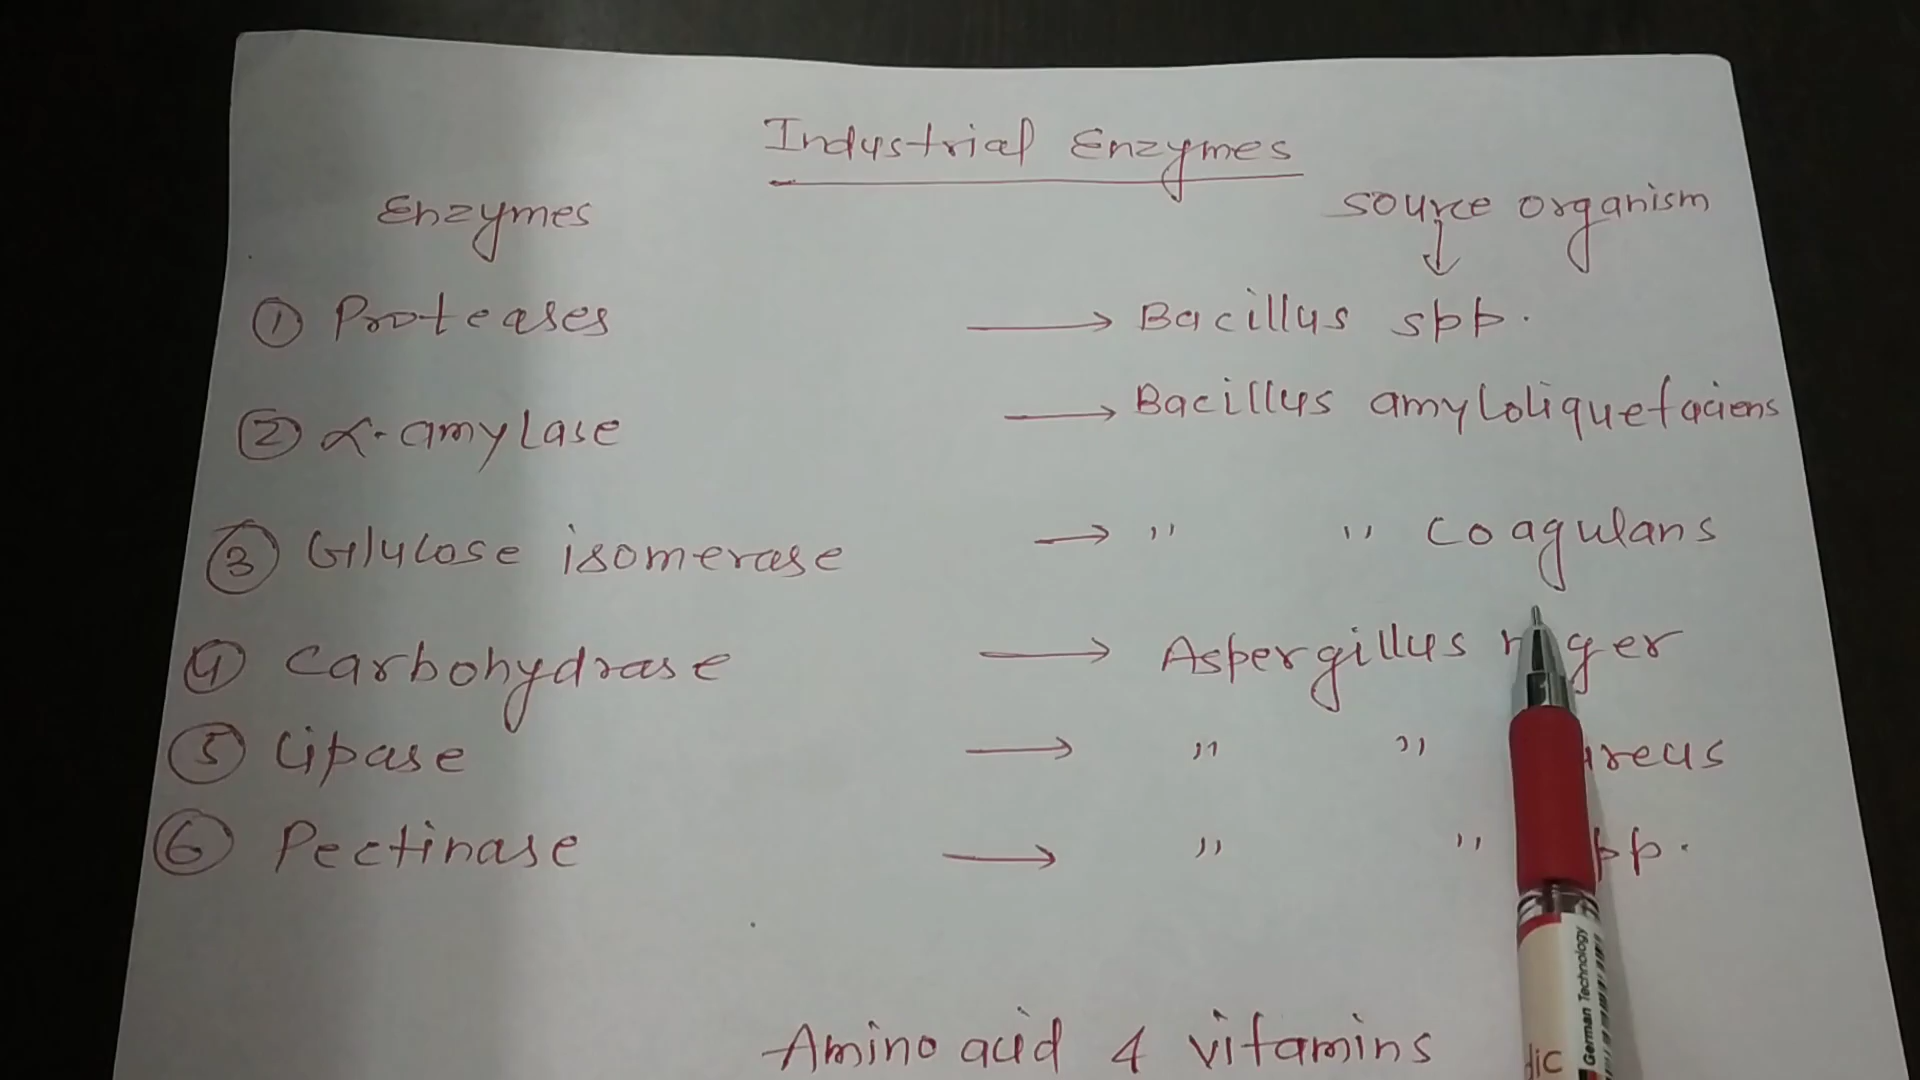 Industrial Enzymes
Enzymes source organism
① Proteases → Bacillus spp.
② α-amylase → Bacillus amyloliquefaciens
③ Glucose isomerase → " " coagulans
④ Carbohydrase → Aspergillus niger
⑤ Lipase → " "
⑥ Pectinase → " "
Amino acid & vitamins
German Technology